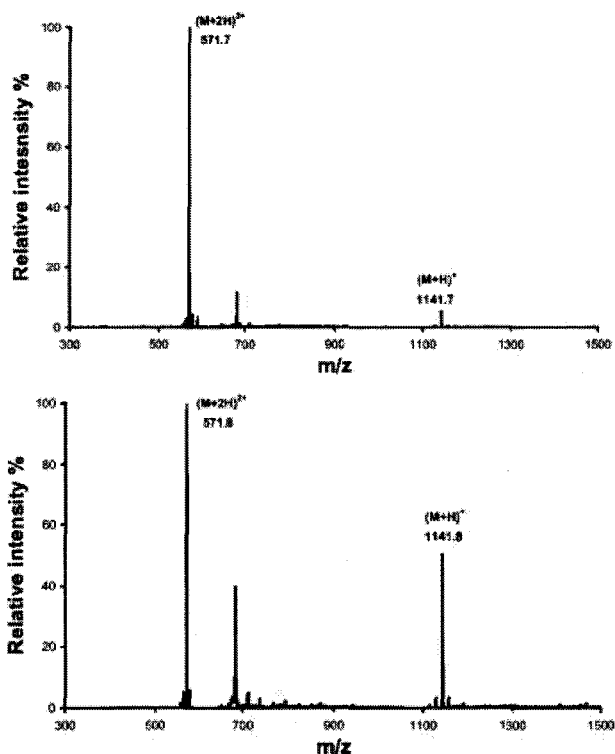 (M+2H)2+
571.7
Relative intesnsity %
100
80
60
40
20
0
(M+H)+
1141.7
300 500 700 900 1100 1300 1500
m/z
(M+2H)2+
571.8
Relative intensity %
100
80
60
40
20
0
(M+H)+
1141.8
300 500 700 900 1100 1300 1500
m/z